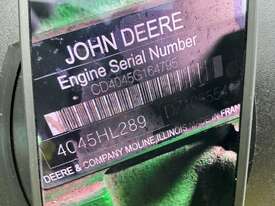 JOHN DEERE
Engine Serial Number
CD4045G164795
4045HL289
DEERE & COMPANY MOLINE, ILLINOIS MADE IN FRAN